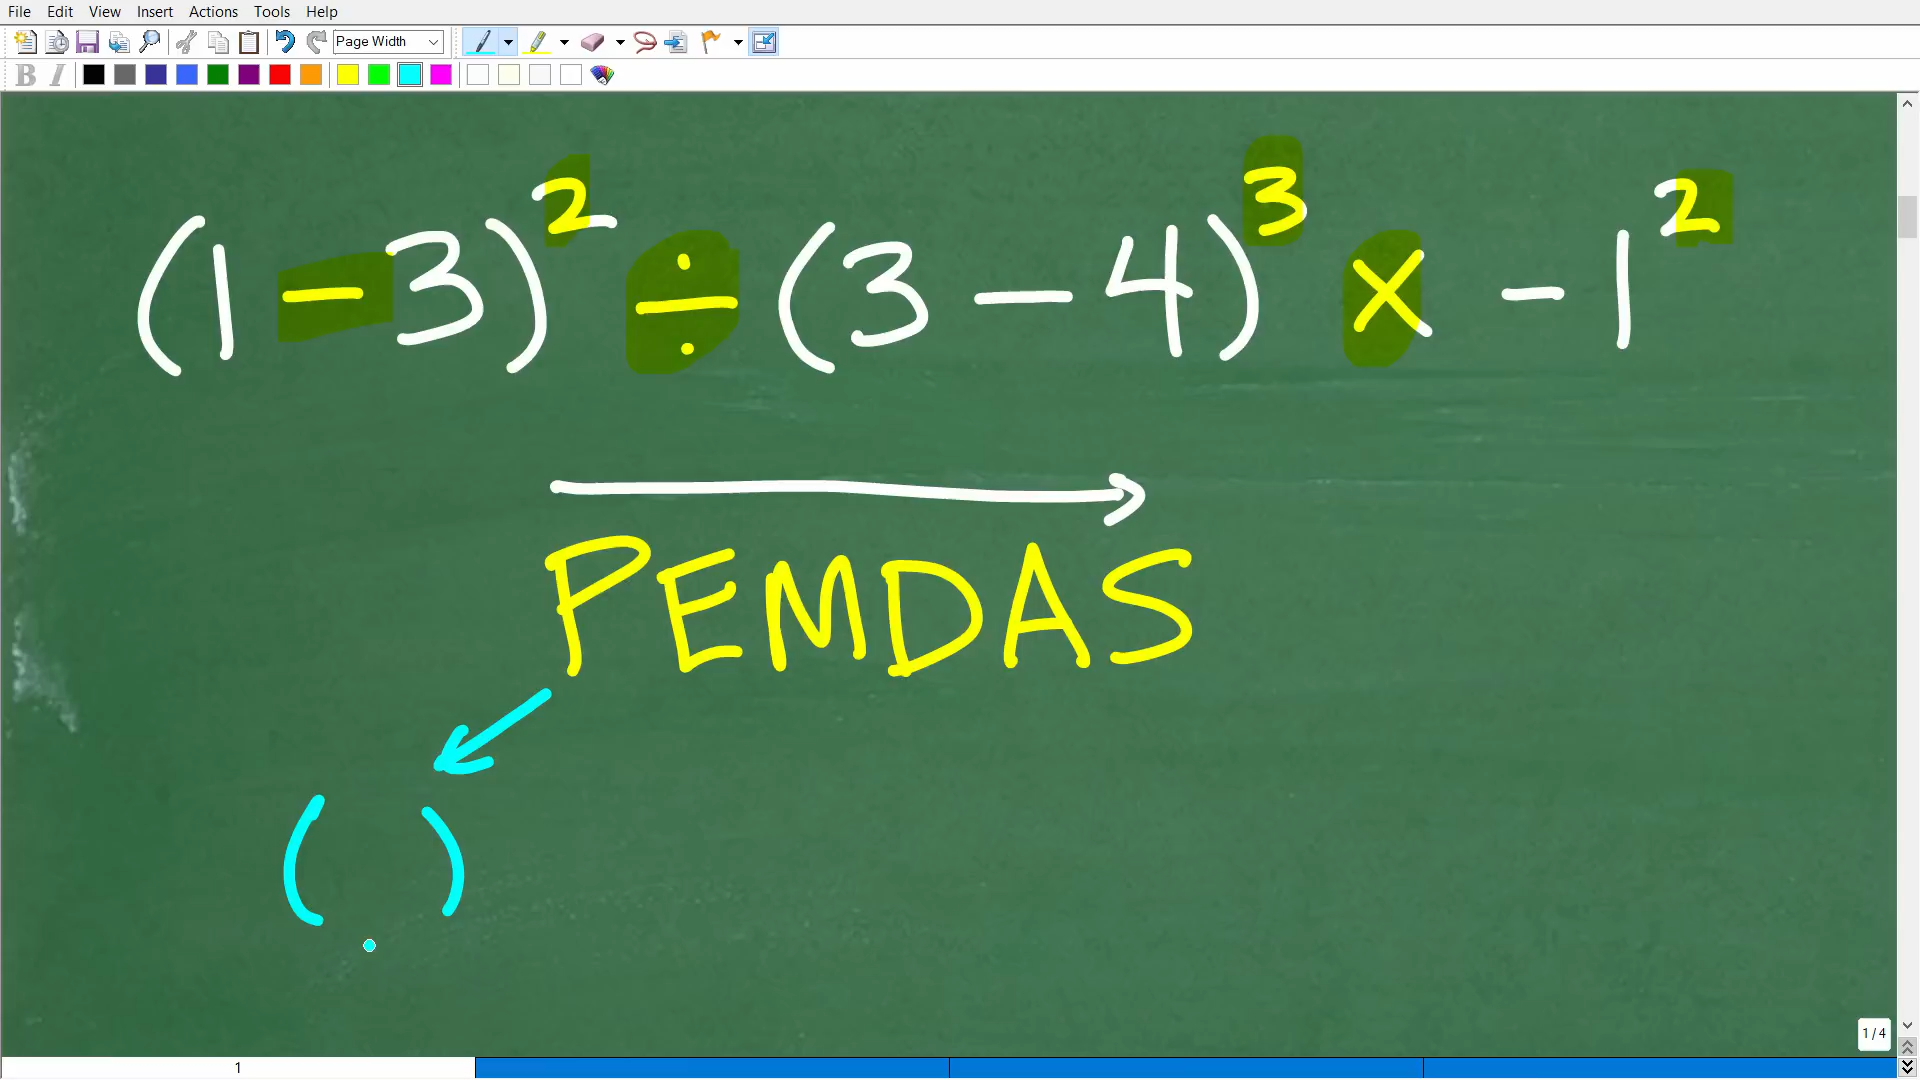 File Edit View Insert Actions Tools Help
Page Width
B I
(1 - 3)² ÷ (3 - 4)³ x - 1²
PEMDAS
( )
1 / 4
1